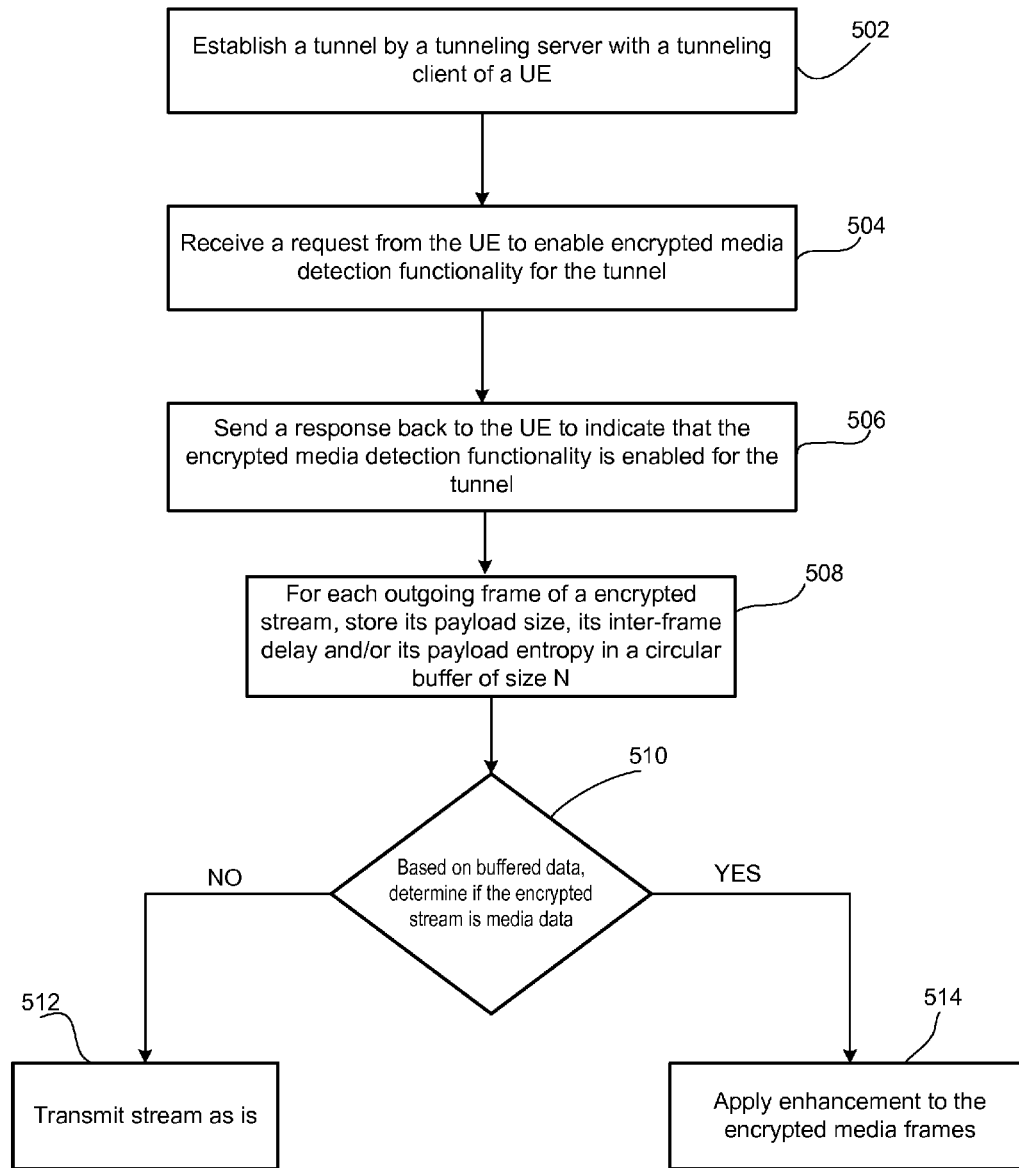 Establish a tunnel by a tunneling server with a tunneling
client of a UE
502
Receive a request from the UE to enable encrypted media
detection functionality for the tunnel
504
Send a response back to the UE to indicate that the
encrypted media detection functionality is enabled for the
tunnel
506
For each outgoing frame of a encrypted
stream, store its payload size, its inter-frame
delay and/or its payload entropy in a circular
buffer of size N
508
510
Based on buffered data,
determine if the encrypted
stream is media data
NO
YES
512
Transmit stream as is
514
Apply enhancement to the
encrypted media frames